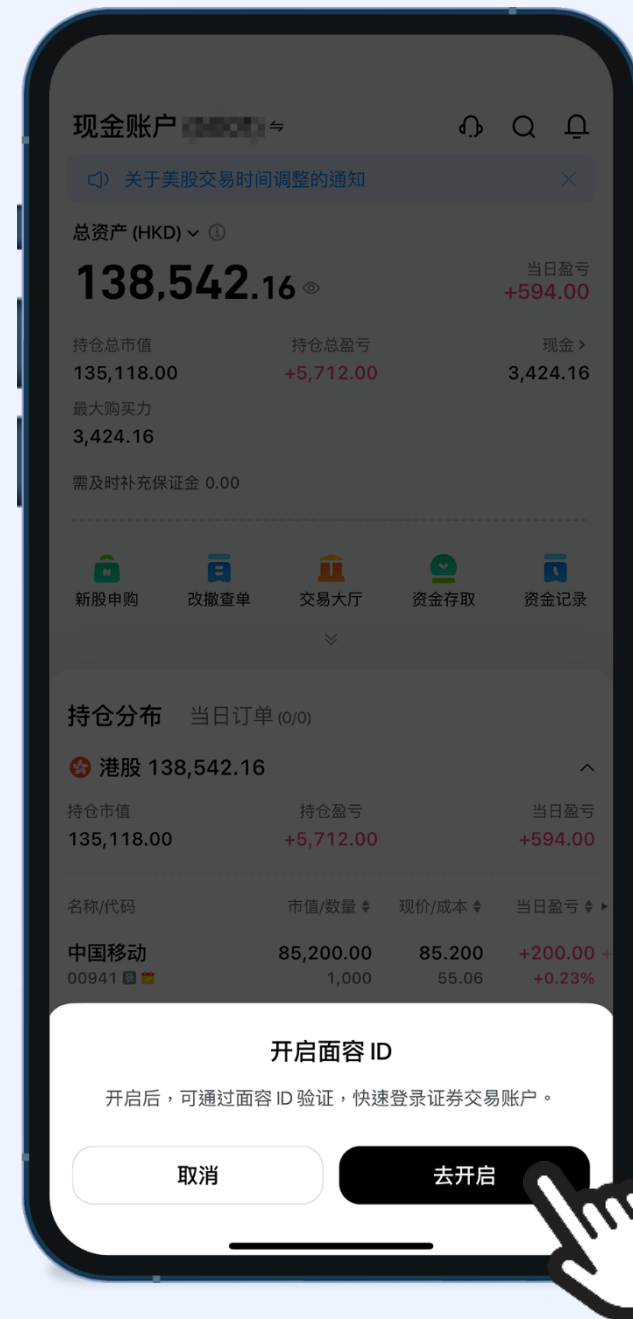 现金账户
关于美股交易时间调整的通知
总资产 (HKD)
138,542.16
当日盈亏
+594.00
持仓总市值 持仓总盈亏 现金
135,118.00 +5,712.00 3,424.16
最大购买力
3,424.16
需及时补充保证金 0.00
新股申购 改撤查单 交易大厅 资金存取 资金记录
持仓分布 当日订单 (0/0)
港股 138,542.16
持仓市值 持仓盈亏 当日盈亏
135,118.00 +5,712.00 +594.00
名称/代码 市值/数量 现价/成本 当日盈亏
中国移动 85,200.00 85.200 +200.00
00941 1,000 55.06 +0.23%
开启面容 ID
开启后，可通過面容 ID 验证，快速登录证券交易账户。
取消 去开启